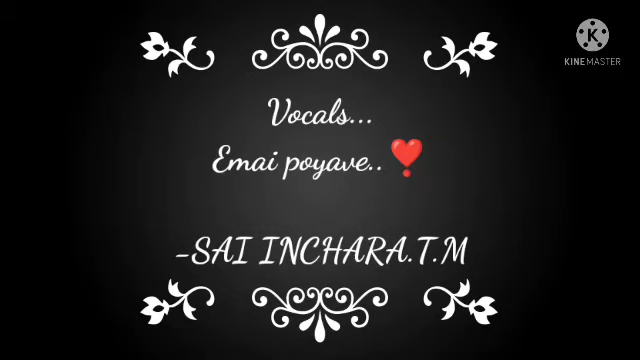 KINEMASTER
Vocals...
Emai poyave..❣️
-SAI INCHARA.T.M